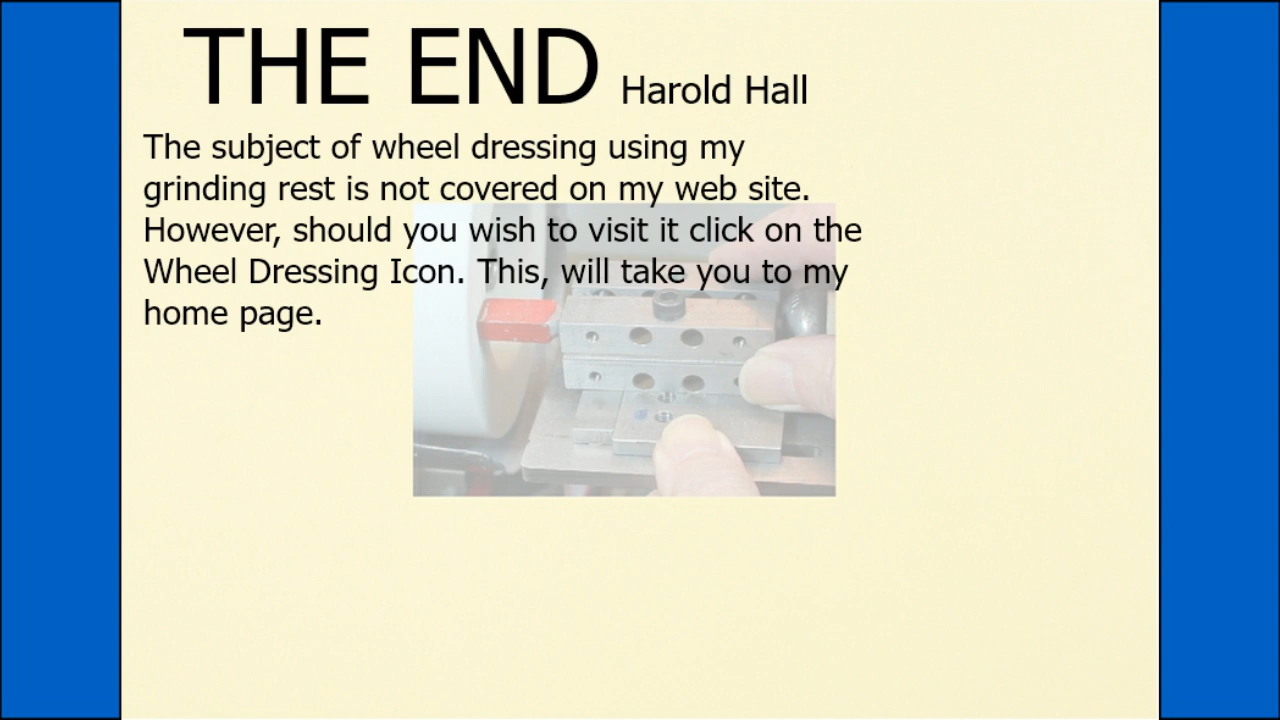 THE END Harold Hall
The subject of wheel dressing using my
grinding rest is not covered on my web site.
However, should you wish to visit it click on the
Wheel Dressing Icon. This, will take you to my
home page.